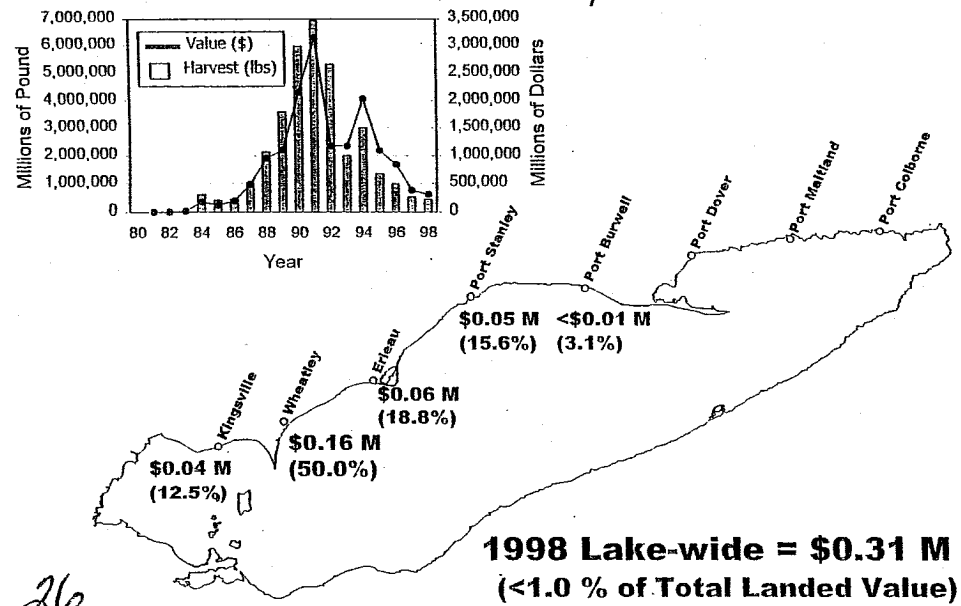 Millions of Pound
7,000,000
6,000,000
5,000,000
4,000,000
3,000,000
2,000,000
1,000,000
0
Value ($)
Harvest (lbs)
3,500,000
3,000,000
2,500,000
2,000,000
1,500,000
1,000,000
500,000
0
Millions of Dollars
80 82 84 86 88 90 92 94 96 98
Year
Kingsville
Wheatley
Erieau
Port Stanley
Port Burwell
Port Dover
Port Maitland
Port Colborne
$0.05 M <$0.01 M
(15.6%) (3.1%)
$0.06 M
(18.8%)
$0.16 M
(50.0%)
$0.04 M
(12.5%)
1998 Lake-wide = $0.31 M
(<1.0 % of Total Landed Value)
26